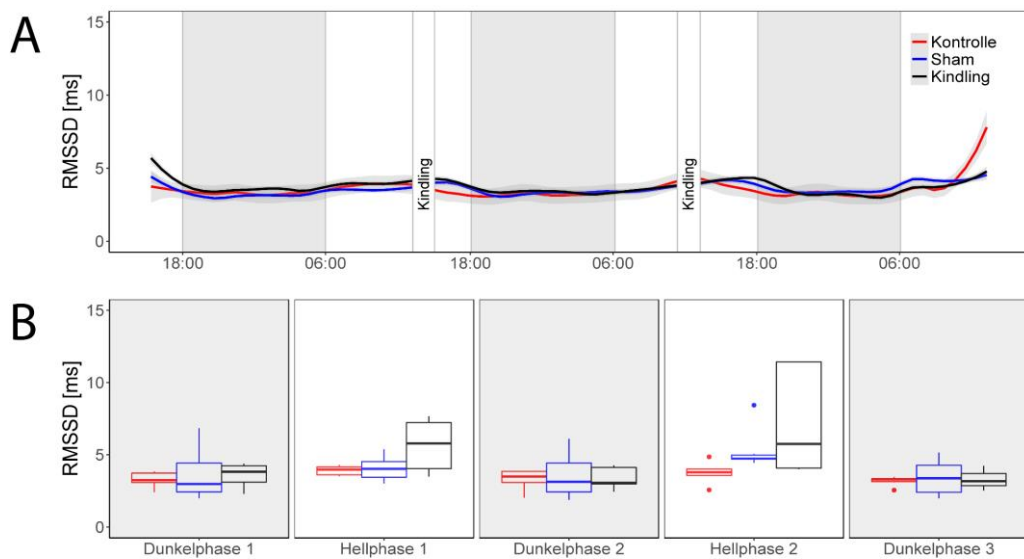 A
RMSSD [ms]
15
10
5
0
Kontrolle
Sham
Kindling
Kindling
Kindling
18:00
06:00
18:00
06:00
18:00
06:00
B
RMSSD [ms]
15
10
5
0
Dunkelphase 1
Hellphase 1
Dunkelphase 2
Hellphase 2
Dunkelphase 3